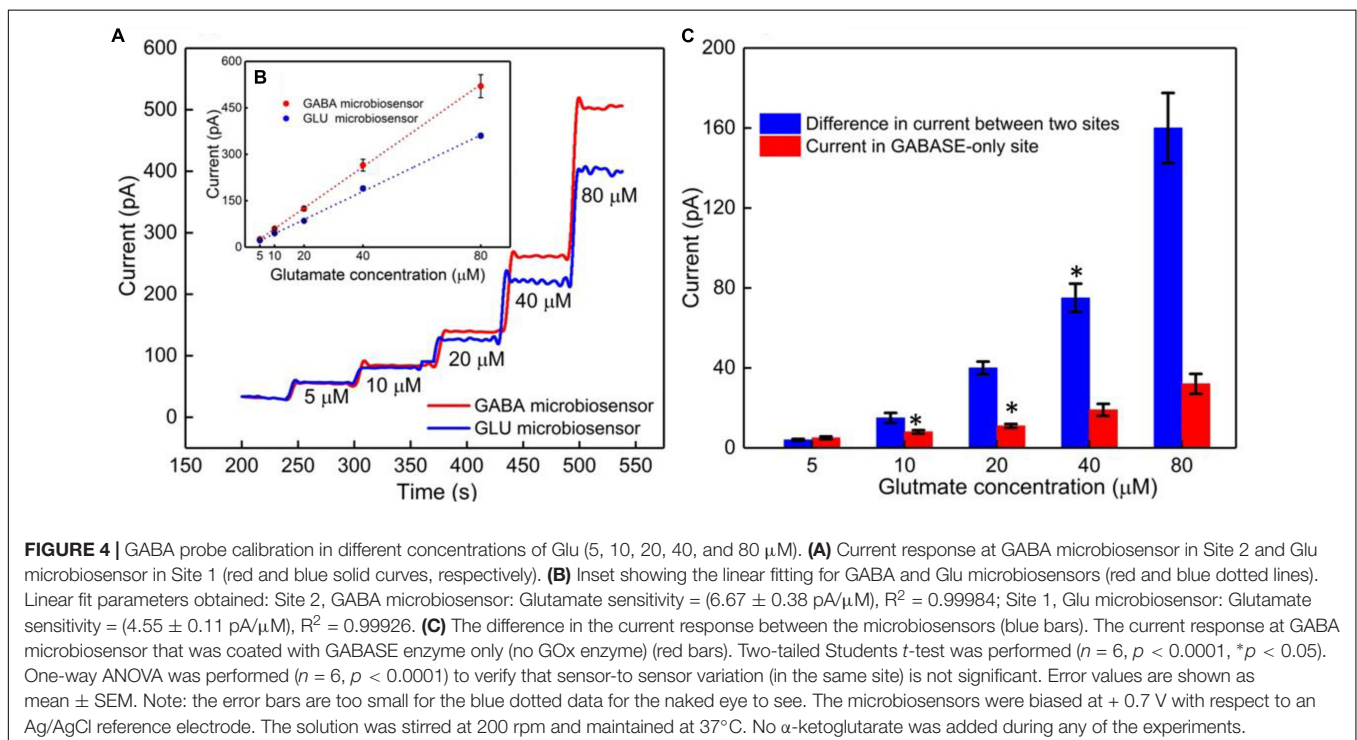 A
600
500
400
300
200
100
0
Current (pA)
150 200 250 300 350 400 450 500 550
Time (s)
5 μM
10 μM
20 μM
40 μM
80 μM
GABA microbiosensor
GLU microbiosensor
B
600
450
300
150
0
Current (pA)
GABA microbiosensor
GLU microbiosensor
5 10 20 40 80
Glutamate concentration (μM)
C
200
160
120
80
40
0
Current (pA)
Difference in current between two sites
Current in GABASE-only site
* * *
5 10 20 40 80
Glutmate concentration (μM)
FIGURE 4 | GABA probe calibration in different concentrations of Glu (5, 10, 20, 40, and 80 μM). (A) Current response at GABA microbiosensor in Site 2 and Glu
microbiosensor in Site 1 (red and blue solid curves, respectively). (B) Inset showing the linear fitting for GABA and Glu microbiosensors (red and blue dotted lines).
Linear fit parameters obtained: Site 2, GABA microbiosensor: Glutamate sensitivity = (6.67 ± 0.38 pA/μM), R² = 0.99984; Site 1, Glu microbiosensor: Glutamate
sensitivity = (4.55 ± 0.11 pA/μM), R² = 0.99926. (C) The difference in the current response between the microbiosensors (blue bars). The current response at GABA
microbiosensor that was coated with GABASE enzyme only (no GOx enzyme) (red bars). Two-tailed Students t-test was performed (n = 6, p < 0.0001, *p < 0.05).
One-way ANOVA was performed (n = 6, p < 0.0001) to verify that sensor-to sensor variation (in the same site) is not significant. Error values are shown as
mean ± SEM. Note: the error bars are too small for the blue dotted data for the naked eye to see. The microbiosensors were biased at + 0.7 V with respect to an
Ag/AgCl reference electrode. The solution was stirred at 200 rpm and maintained at 37°C. No α-ketoglutarate was added during any of the experiments.